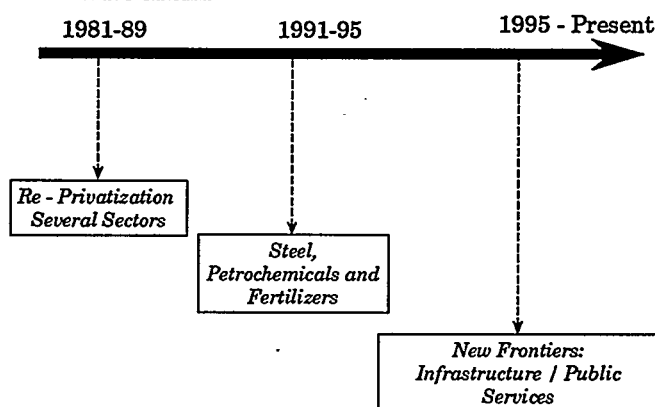 1981-89 1991-95 1995 - Present
Re - Privatization
Several Sectors
Steel,
Petrochemicals and
Fertilizers
New Frontiers:
Infrastructure / Public
Services